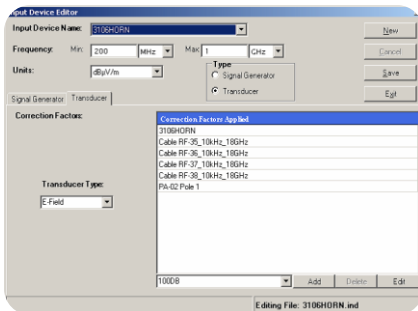 Input Device Editor
Input Device Name: 3106HORN New
Frequency: Min: 200 MHz Max: 1 GHz Cancel
Type
Units: dBµV/m Signal Generator Save
Transducer
Exit
Signal Generator Transducer
Correction Factors: Correction Factors Applied
3106HORN
Cable RF-35_10kHz_18GHz
Cable RF-36_10kHz_18GHz
Cable RF-37_10kHz_18GHz
Cable RF-38_10kHz_18GHz
PA-02 Pole 1
Transducer Type:
E-Field
100DB Add Delete Edit
Editing File: 3106HORN.ind